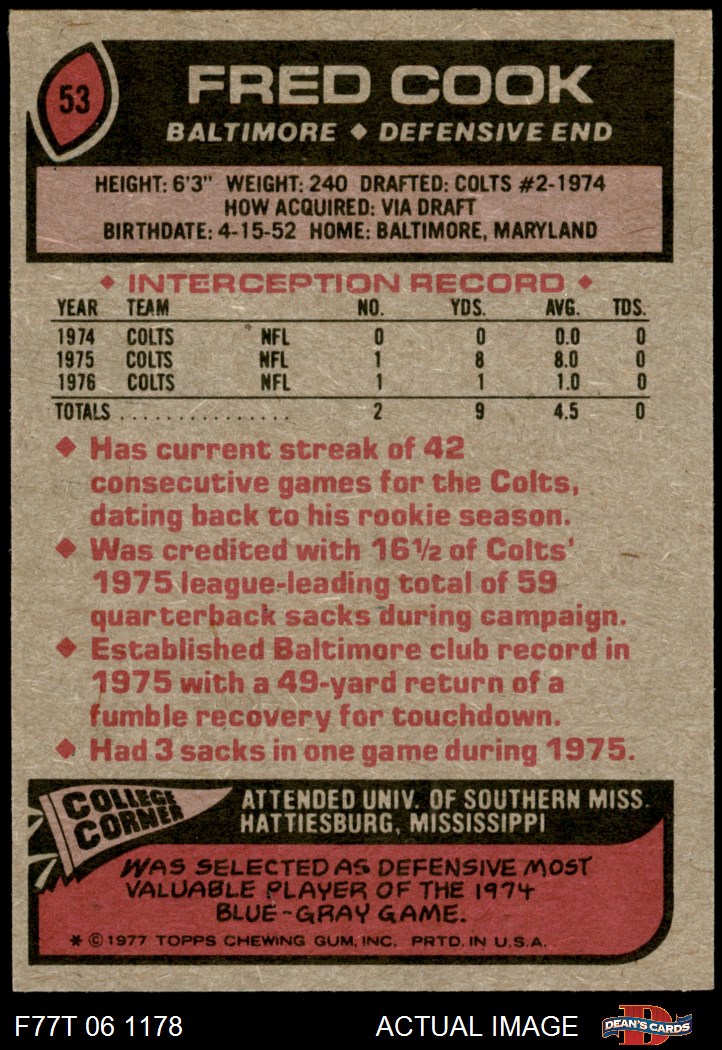 53
FRED COOK
BALTIMORE ◆ DEFENSIVE END
HEIGHT: 6'3" WEIGHT: 240 DRAFTED: COLTS #2-1974
HOW ACQUIRED: VIA DRAFT
BIRTHDATE: 4-15-52 HOME: BALTIMORE, MARYLAND
◆ INTERCEPTION RECORD ◆
YEAR TEAM NO. YDS. AVG. TDS.
1974 COLTS NFL 0 0 0.0 0
1975 COLTS NFL 1 8 8.0 0
1976 COLTS NFL 1 1 1.0 0
TOTALS ................ 2 9 4.5 0
◆ Has current streak of 42
consecutive games for the Colts,
dating back to his rookie season.
◆ Was credited with 16½ of Colts'
1975 league-leading total of 59
quarterback sacks during campaign.
◆ Established Baltimore club record in
1975 with a 49-yard return of a
fumble recovery for touchdown.
◆ Had 3 sacks in one game during 1975.
COLLEGE
CORNER
ATTENDED UNIV. OF SOUTHERN MISS.
HATTIESBURG, MISSISSIPPI
WAS SELECTED AS DEFENSIVE MOST
VALUABLE PLAYER OF THE 1974
BLUE-GRAY GAME.
* © 1977 TOPPS CHEWING GUM, INC. PRTD. IN U.S.A.
F77T 06 1178 ACTUAL IMAGE
D
DEAN'S CARDS